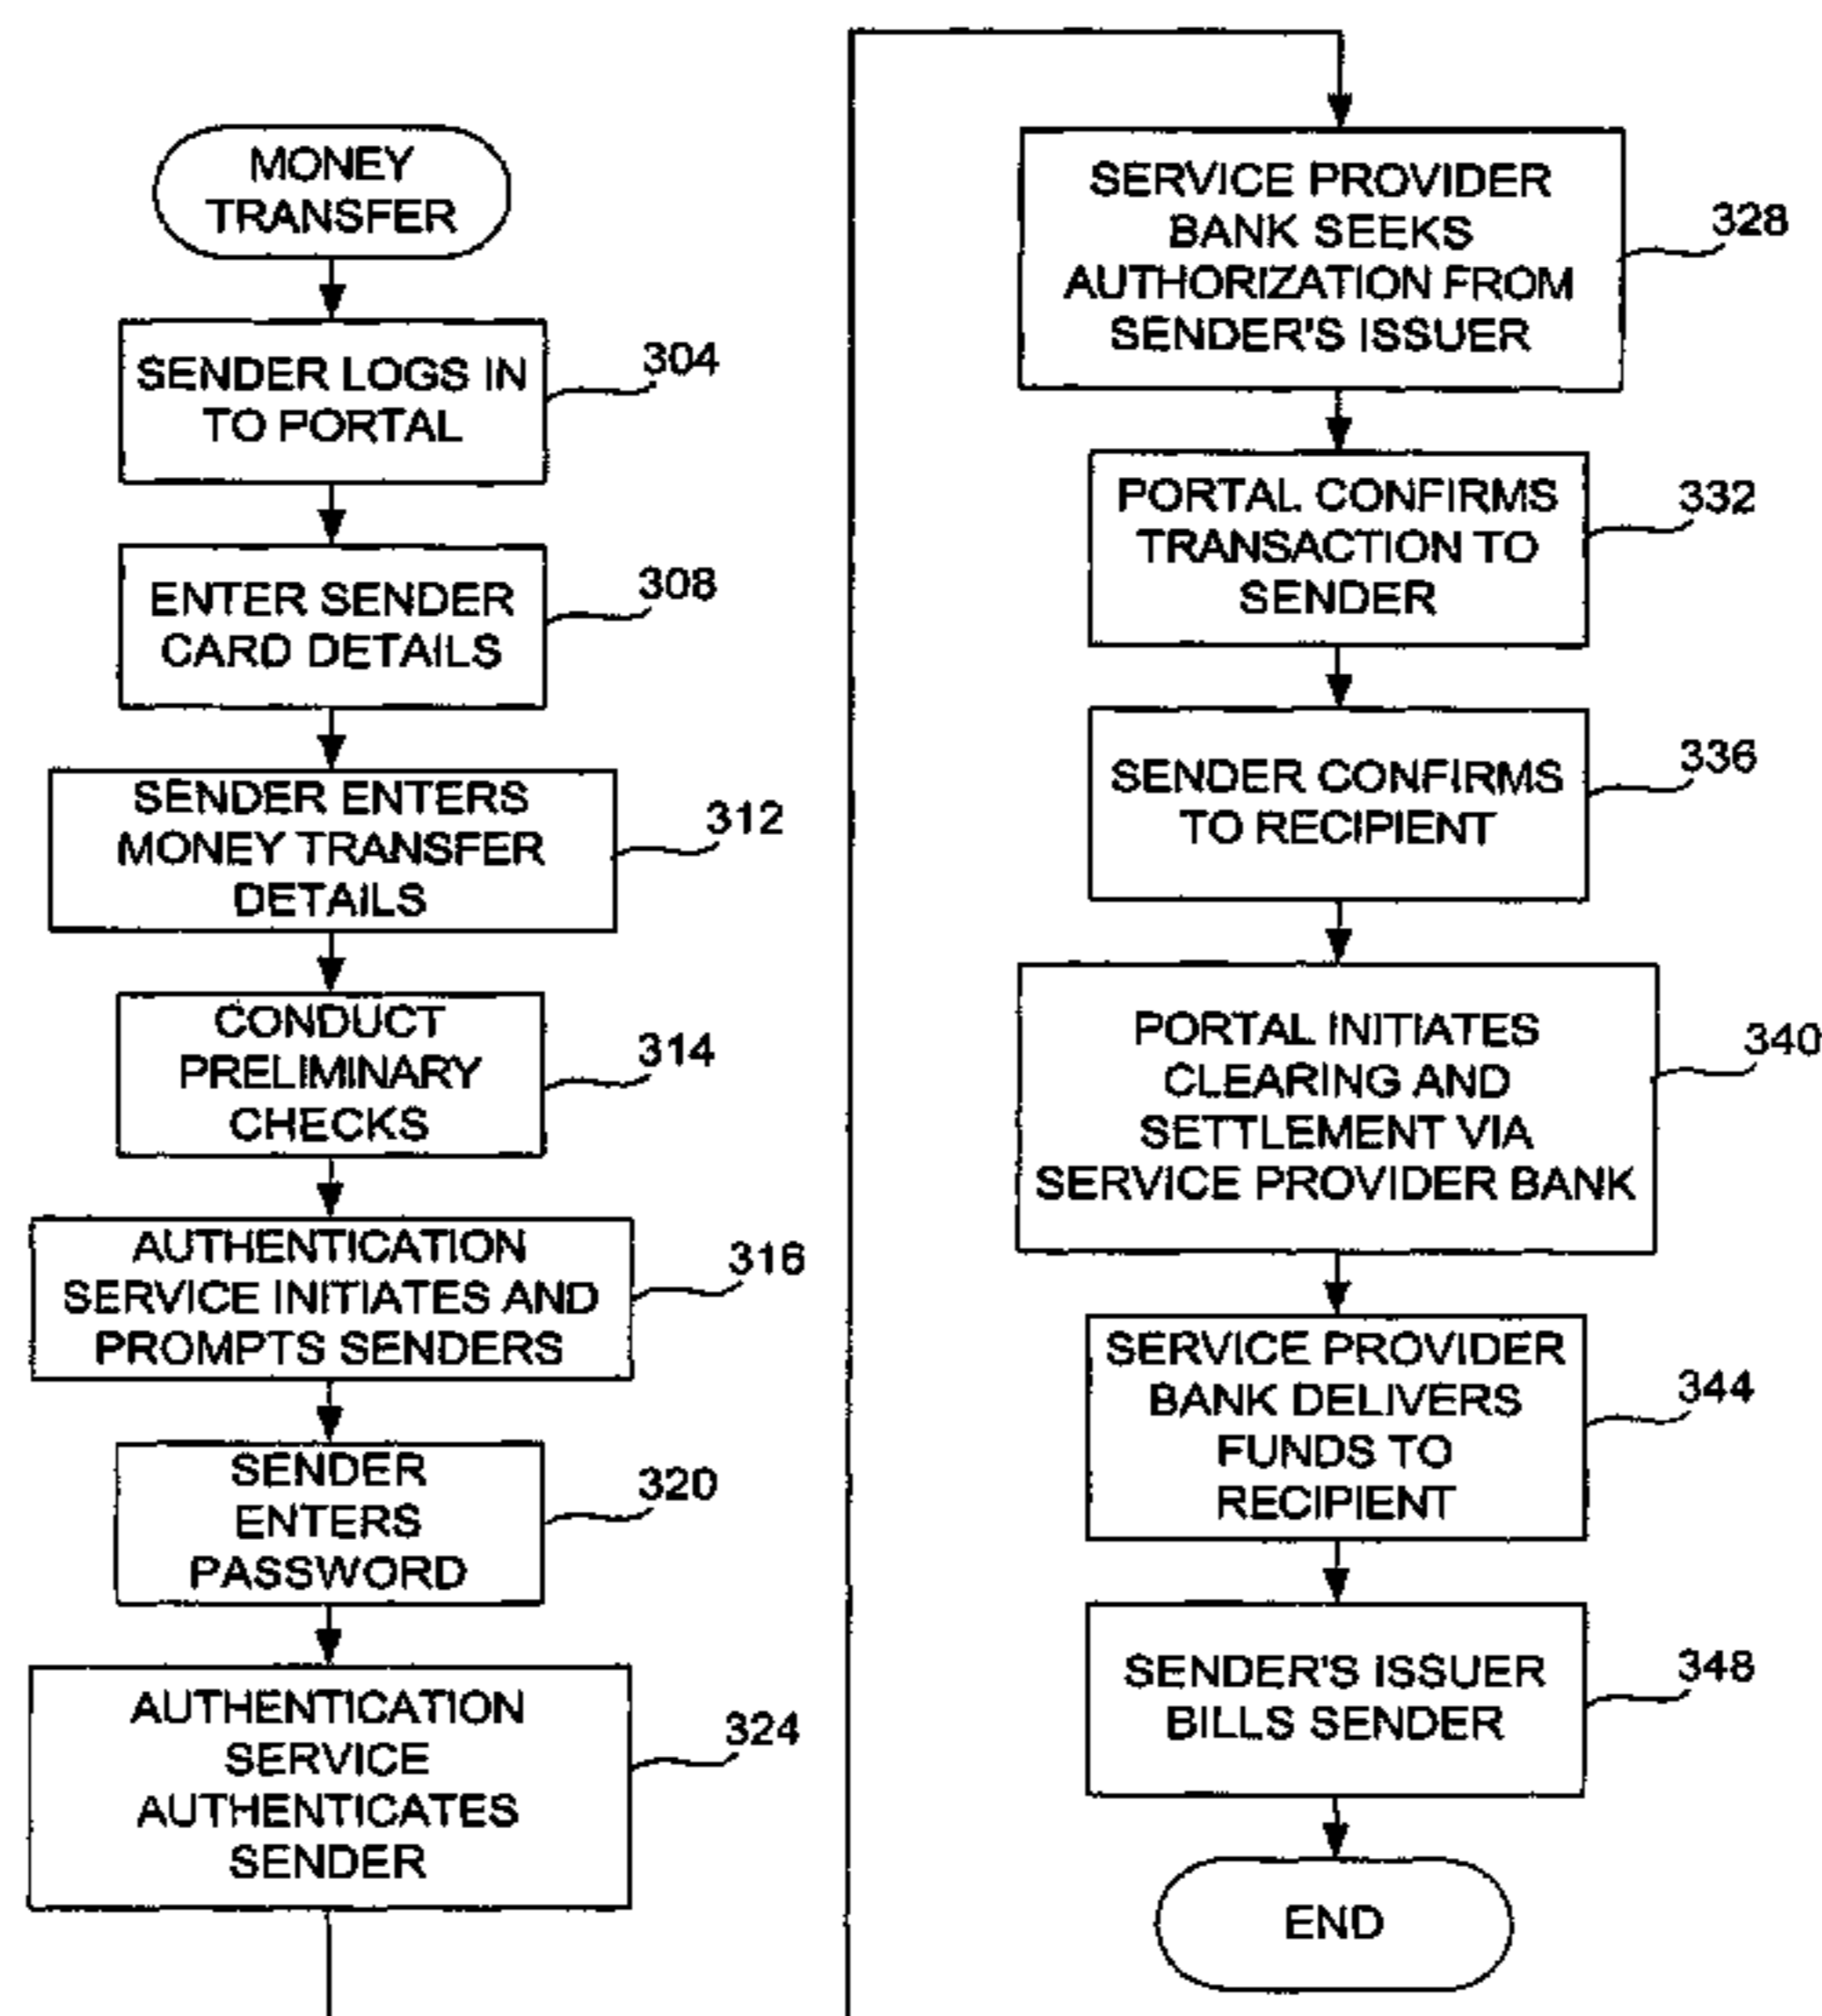 MONEY
TRANSFER
SENDER LOGS IN
TO PORTAL
304
ENTER SENDER
CARD DETAILS
308
SENDER ENTERS
MONEY TRANSFER
DETAILS
312
CONDUCT
PRELIMINARY
CHECKS
314
AUTHENTICATION
SERVICE INITIATES AND
PROMPTS SENDERS
316
SENDER
ENTERS
PASSWORD
320
AUTHENTICATION
SERVICE
AUTHENTICATES
SENDER
324
SERVICE PROVIDER
BANK SEEKS
AUTHORIZATION FROM
SENDER'S ISSUER
328
PORTAL CONFIRMS
TRANSACTION TO
SENDER
332
SENDER CONFIRMS
TO RECIPIENT
336
PORTAL INITIATES
CLEARING AND
SETTLEMENT VIA
SERVICE PROVIDER BANK
340
SERVICE PROVIDER
BANK DELIVERS
FUNDS TO
RECIPIENT
344
SENDER'S ISSUER
BILLS SENDER
348
END